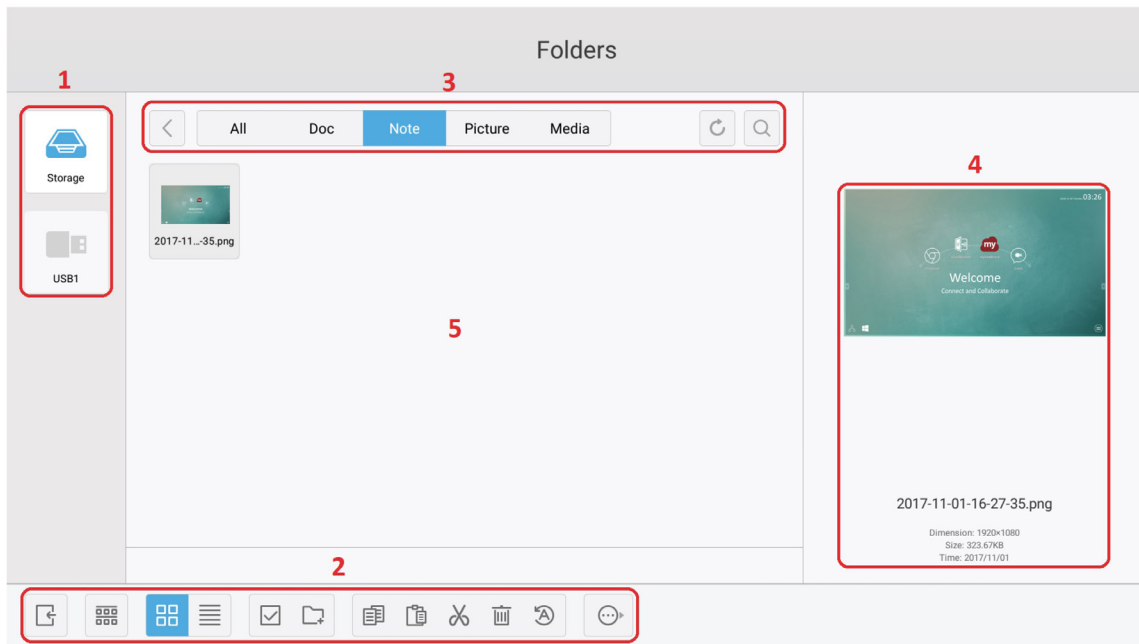 Folders
1
3
All Doc Note Picture Media
Storage
2017-11...-35.png
USB1
5
4
03:26
my
Welcome
Connect and Collaborate
2017-11-01-16-27-35.png
Dimension: 1920×1080
Size: 323.67KB
Time: 2017/11/01
2
A